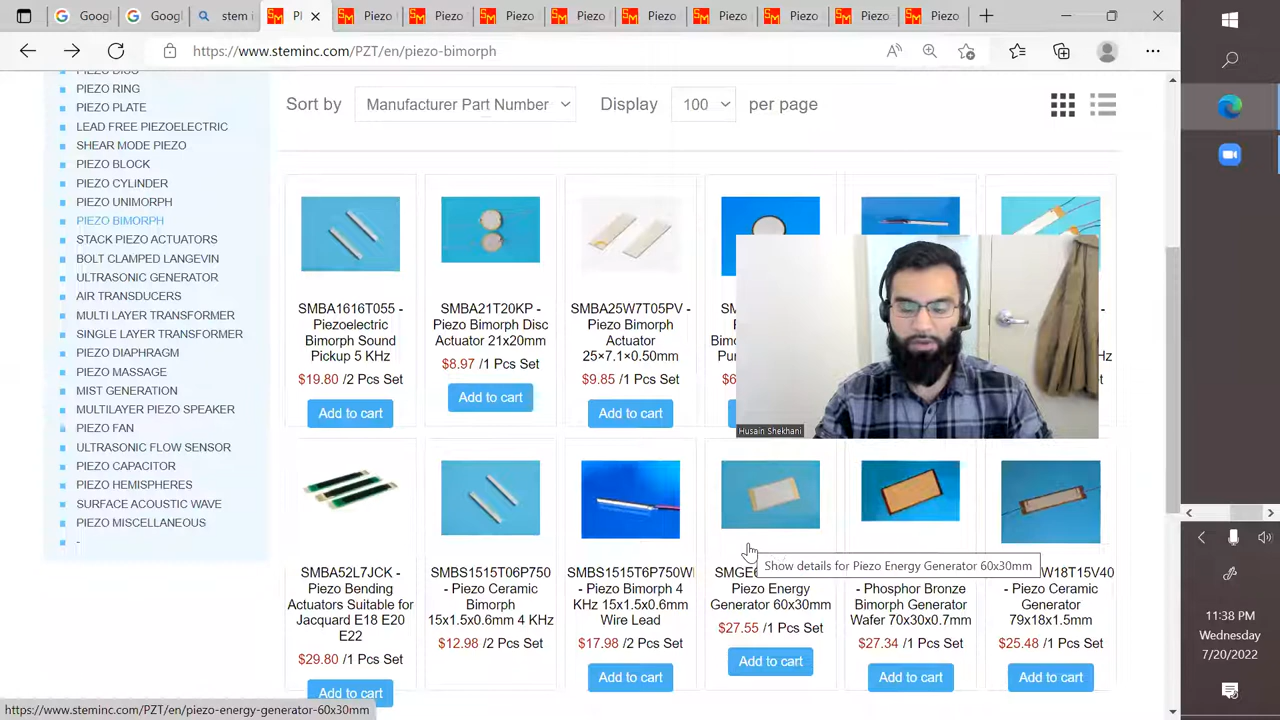 Googl
Googl
stem i
Pi
Piezo
Piezo
Piezo
Piezo
Piezo
Piezo
Piezo
Piezo
Piezo
https://www.steminc.com/PZT/en/piezo-bimorph
PIEZO DISC
PIEZO RING
PIEZO PLATE
LEAD FREE PIEZOELECTRIC
SHEAR MODE PIEZO
PIEZO BLOCK
PIEZO CYLINDER
PIEZO UNIMORPH
PIEZO BIMORPH
STACK PIEZO ACTUATORS
BOLT CLAMPED LANGEVIN
ULTRASONIC GENERATOR
AIR TRANSDUCERS
MULTI LAYER TRANSFORMER
SINGLE LAYER TRANSFORMER
PIEZO DIAPHRAGM
PIEZO MASSAGE
MIST GENERATION
MULTILAYER PIEZO SPEAKER
PIEZO FAN
ULTRASONIC FLOW SENSOR
PIEZO CAPACITOR
PIEZO HEMISPHERES
SURFACE ACOUSTIC WAVE
PIEZO MISCELLANEOUS
-
Sort by Manufacturer Part Number Display 100 per page
SMBA1616T055 -
Piezoelectric
Bimorph Sound
Pickup 5 KHz
$19.80 /2 Pcs Set
Add to cart
SMBA21T20KP -
Piezo Bimorph Disc
Actuator 21x20mm
$8.97 /1 Pcs Set
Add to cart
SMBA25W7T05PV -
Piezo Bimorph
Actuator
25×7.1×0.50mm
$9.85 /1 Pcs Set
Add to cart
Husain Shekhani
SMBA52L7JCK -
Piezo Bending
Actuators Suitable for
Jacquard E18 E20
E22
$29.80 /1 Pcs Set
Add to cart
SMBS1515T06P750
- Piezo Ceramic
Bimorph
15x1.5x0.6mm 4 KHz
$12.98 /2 Pcs Set
Add to cart
SMBS1515T06P750WL
- Piezo Bimorph 4
KHz 15x1.5x0.6mm
Wire Lead
$17.98 /2 Pcs Set
Add to cart
Show details for Piezo Energy Generator 60x30mm
Piezo Energy
Generator 60x30mm
$27.55 /1 Pcs Set
Add to cart
- Phosphor Bronze
Bimorph Generator
Wafer 70x30x0.7mm
$27.34 /1 Pcs Set
Add to cart
W18T15V40
- Piezo Ceramic
Generator
79x18x1.5mm
$25.48 /1 Pcs Set
Add to cart
https://www.steminc.com/PZT/en/piezo-energy-generator-60x30mm
11:38 PM
Wednesday
7/20/2022